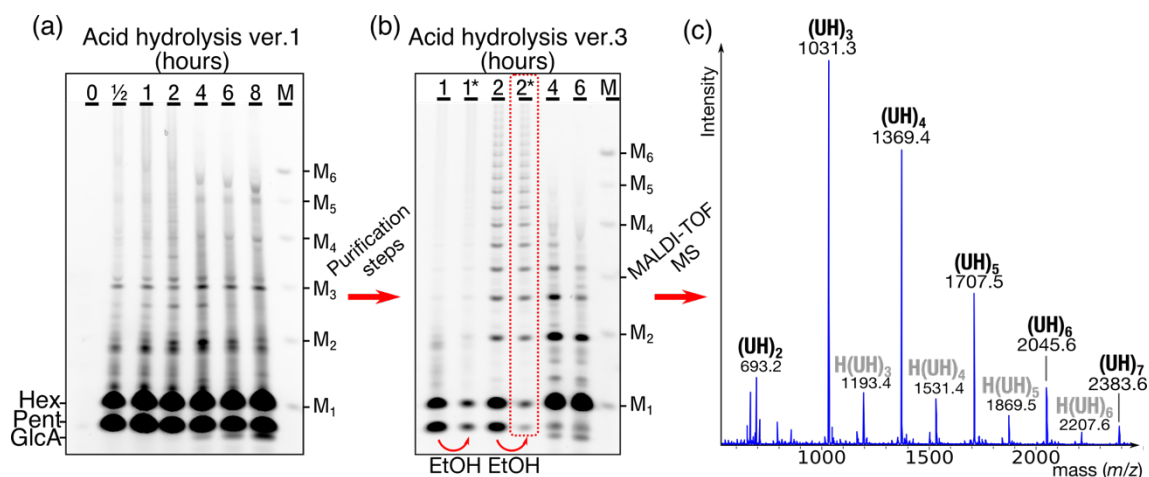 (a)
Acid hydrolysis ver.1
(hours)
0 ½ 1 2 4 6 8 M
M6
M5
M4
M3
M2
M1
Hex
Pent
GlcA
Purification
steps
(b)
Acid hydrolysis ver.3
(hours)
1 1* 2 2* 4 6 M
M6
M5
M4
M2
M1
EtOH EtOH
MALDI-TOF
MS
(c)
Intensity
(UH)3
1031.3
(UH)4
1369.4
(UH)5
1707.5
(UH)6
2045.6
(UH)7
2383.6
(UH)2
693.2
H(UH)3
1193.4
H(UH)4
1531.4
H(UH)5
1869.5
H(UH)6
2207.6
1000 1500 2000
mass (m/z)